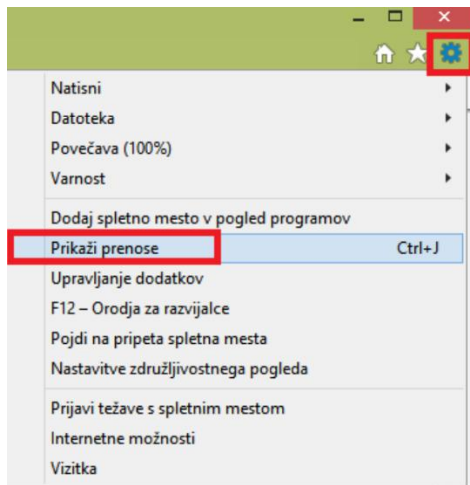 Natisni
Datoteka
Povečava (100%)
Varnost
Dodaj spletno mesto v pogled programov
Prikaži prenose Ctrl+J
Upravljanje dodatkov
F12 – Orodja za razvijalce
Pojdi na pripeta spletna mesta
Nastavitve združljivostnega pogleda
Prijavi težave s spletnim mestom
Internetne možnosti
Vizitka